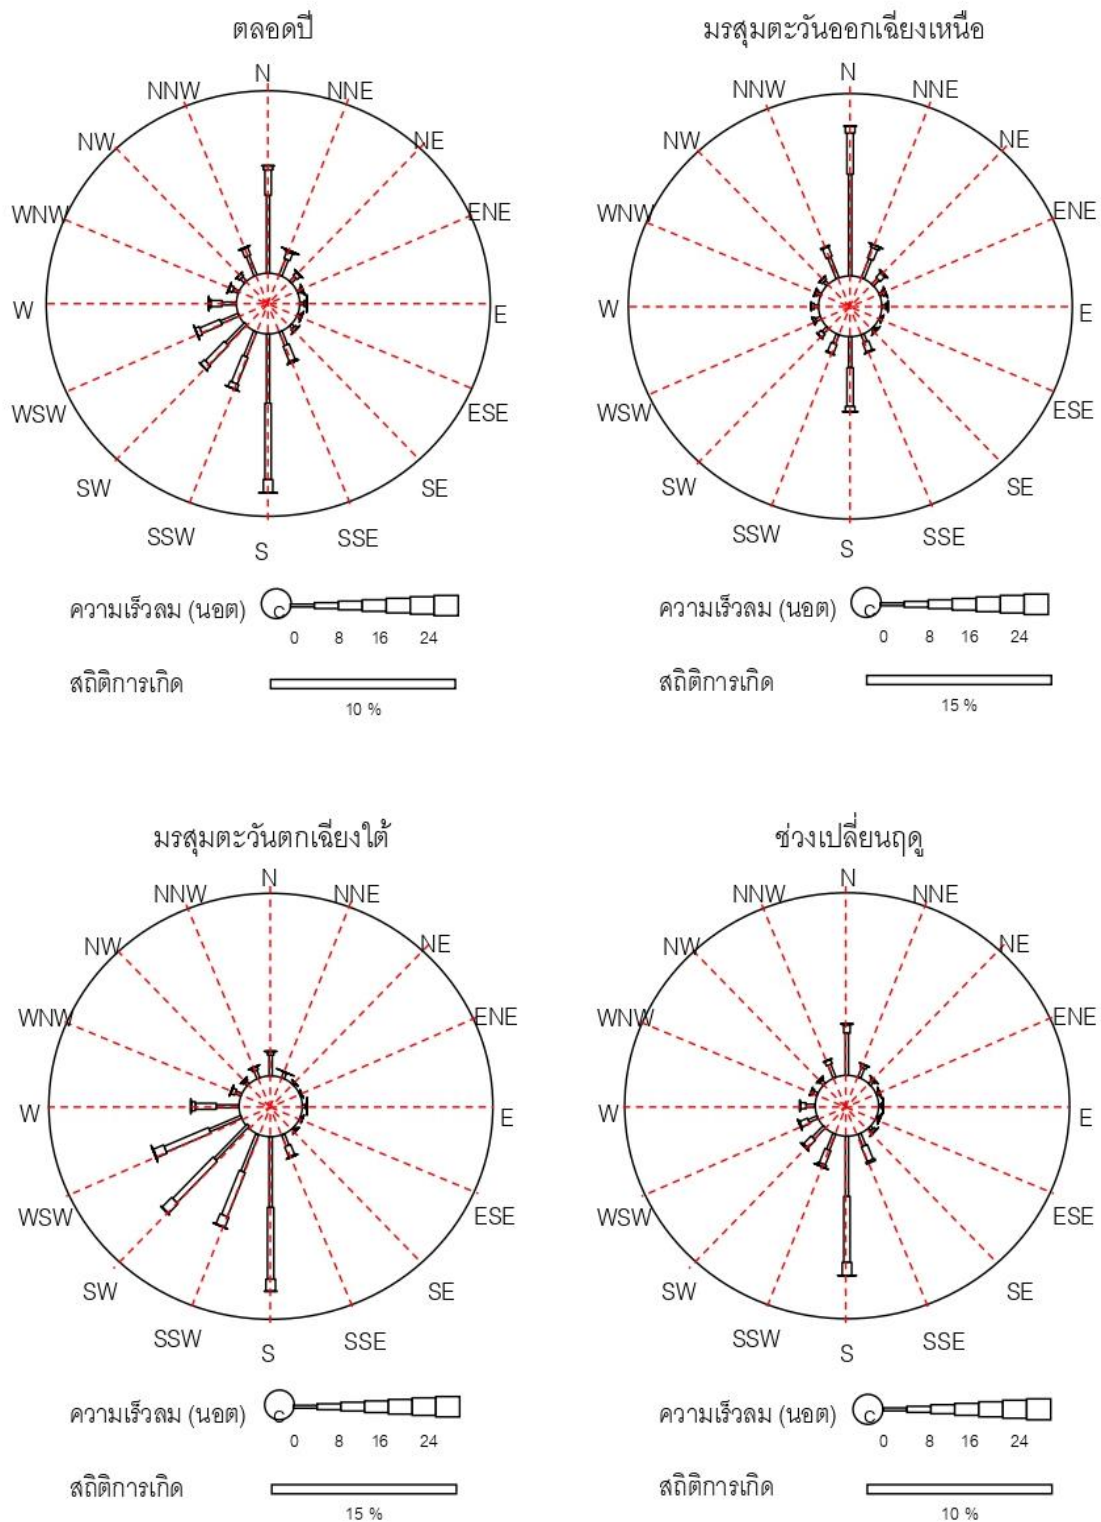 ตลอดปี
N
NNW
NNE
NW
NE
WNW
ENE
W
E
WSW
ESE
SW
SE
SSW
SSE
S
ความเร็วลม (นอต)
C
0 8 16 24
สถิติการเกิด
10 %
มรสุมตะวันออกเฉียงเหนือ
N
NNW
NNE
NW
NE
WNW
ENE
W
E
WSW
ESE
SW
SE
SSW
SSE
S
ความเร็วลม (นอต)
C
0 8 16 24
สถิติการเกิด
15 %
มรสุมตะวันตกเฉียงใต้
N
NNW
NNE
NW
NE
WNW
ENE
W
E
WSW
ESE
SW
SE
SSW
SSE
S
ความเร็วลม (นอต)
C
0 8 16 24
สถิติการเกิด
15 %
ช่วงเปลี่ยนฤดู
N
NNW
NNE
NW
NE
WNW
ENE
W
E
WSW
ESE
SW
SE
SSW
SSE
S
ความเร็วลม (นอต)
C
0 8 16 24
สถิติการเกิด
10 %